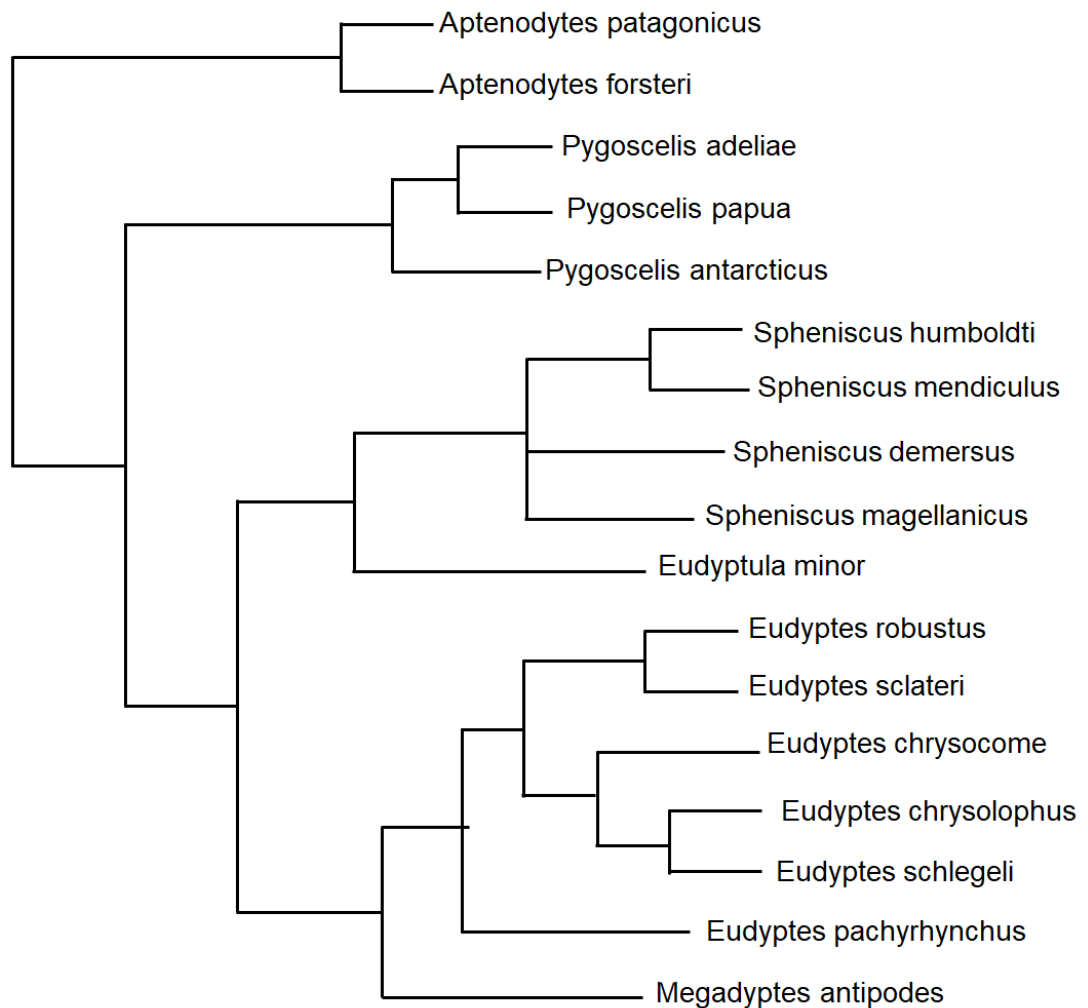 Aptenodytes patagonicus
Aptenodytes forsteri
Pygoscelis adeliae
Pygoscelis papua
Pygoscelis antarcticus
Spheniscus humboldti
Spheniscus mendiculus
Spheniscus demersus
Spheniscus magellanicus
Eudyptula minor
Eudyptes robustus
Eudyptes sclateri
Eudyptes chrysocome
Eudyptes chrysolophus
Eudyptes schlegeli
Eudyptes pachyrhynchus
Megadyptes antipodes